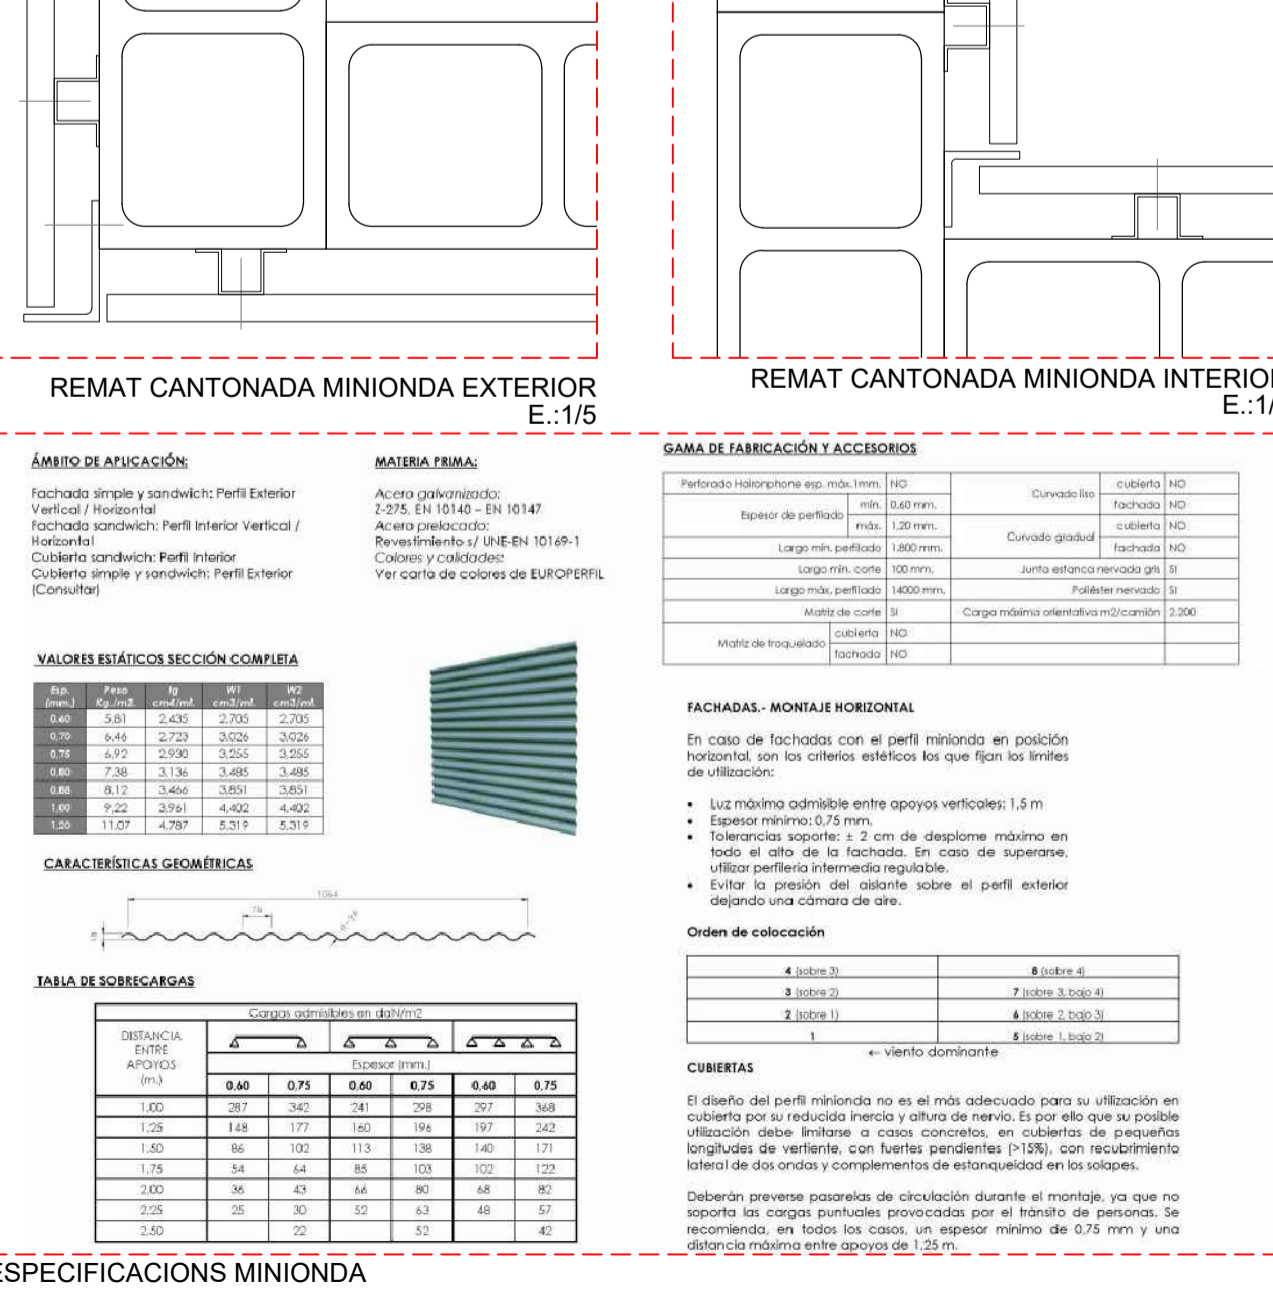 REMAT CANTONADA MINIONDA EXTERIOR
E.:1/5
REMAT CANTONADA MINIONDA INTERIOR
E.:1/
ÁMBITO DE APLICACIÓN:
Fachada simple y sandwich: Perfil Exterior
Vertical / Horizontal
Fachada sandwich: Perfil Interior Vertical /
Horizontal
Cubierta sandwich: Perfil Interior
Cubierta simple y sandwich: Perfil Exterior
(Consultar)
MATERIA PRIMA:
Acero galvanizado:
Z-275, EN 10140 – EN 10147
Acero prelacado:
Revestimiento s/ UNE-EN 10169-1
Colores y calidades:
Ver carta de colores de EUROPERFIL
VALORES ESTÁTICOS SECCIÓN COMPLETA
Esp. (mm.) Peso Kg./m2. Ig cm4/ml. W1 cm3/ml. W2 cm3/ml.
0,60 5,81 2,435 2,705 2,705
0,70 6,46 2,723 3,026 3,026
0,75 6,92 2,930 3,255 3,255
0,80 7,38 3,136 3,485 3,485
0,88 8,12 3,466 3,851 3,851
1,00 9,22 3,961 4,402 4,402
1,20 11,07 4,787 5,319 5,319
CARACTERÍSTICAS GEOMÉTRICAS
1064
76
18
TABLA DE SOBRECARGAS
Cargas admisibles en daN/m2
DISTANCIA
ENTRE
APOYOS
(m.)
Espesor (mm.)
0,60 0,75 0,60 0,75 0,60 0,75
1,00 287 342 241 298 297 368
1,25 148 177 160 196 197 242
1,50 86 102 113 138 140 171
1,75 54 64 85 103 102 122
2,00 36 43 66 80 68 82
2,25 25 30 52 63 48 57
2,50 22 52 42
GAMA DE FABRICACIÓN Y ACCESORIOS
Perforado Haironphone esp. máx.1mm. NO Curvado liso cubierta NO
Espesor de perfilado mín. 0,60 mm. fachada NO
máx. 1,20 mm. Curvado gradual cubierta NO
Largo mín. perfilado 1.800 mm. fachada NO
Largo mín. corte 100 mm. Junta estanca nervada gris SI
Largo máx. perfilado 14000 mm. Poliéster nervado SI
Matriz de corte SI Carga máxima orientativa m2/camión 2.200
Matriz de troquelado cubierta NO
fachada NO
FACHADAS.- MONTAJE HORIZONTAL
En caso de fachadas con el perfil minionda en posición
horizontal, son los criterios estéticos los que fijan los límites
de utilización:
• Luz máxima admisible entre apoyos verticales: 1,5 m
• Espesor mínimo: 0,75 mm.
• Tolerancias soporte: ± 2 cm de desplome máximo en
todo el alto de la fachada. En caso de superarse,
utilizar perfilería intermedia regulable.
• Evitar la presión del aislante sobre el perfil exterior
dejando una cámara de aire.
Orden de colocación
4 (sobre 3) 8 (sobre 4)
3 (sobre 2) 7 (sobre 3, bajo 4)
2 (sobre 1) 6 (sobre 2, bajo 3)
1 5 (sobre 1, bajo 2)
← viento dominante
CUBIERTAS
El diseño del perfil minionda no es el más adecuado para su utilización en
cubierta por su reducida inercia y altura de nervio. Es por ello que su posible
utilización debe limitarse a casos concretos, en cubiertas de pequeñas
longitudes de vertiente, con fuertes pendientes (>15%), con recubrimiento
lateral de dos ondas y complementos de estanqueidad en los solapes.
Deberán preverse pasarelas de circulación durante el montaje, ya que no
soporta las cargas puntuales provocadas por el tránsito de personas. Se
recomienda, en todos los casos, un espesor mínimo de 0,75 mm y una
distancia máxima entre apoyos de 1,25 m.
ESPECIFICACIONS MINIONDA